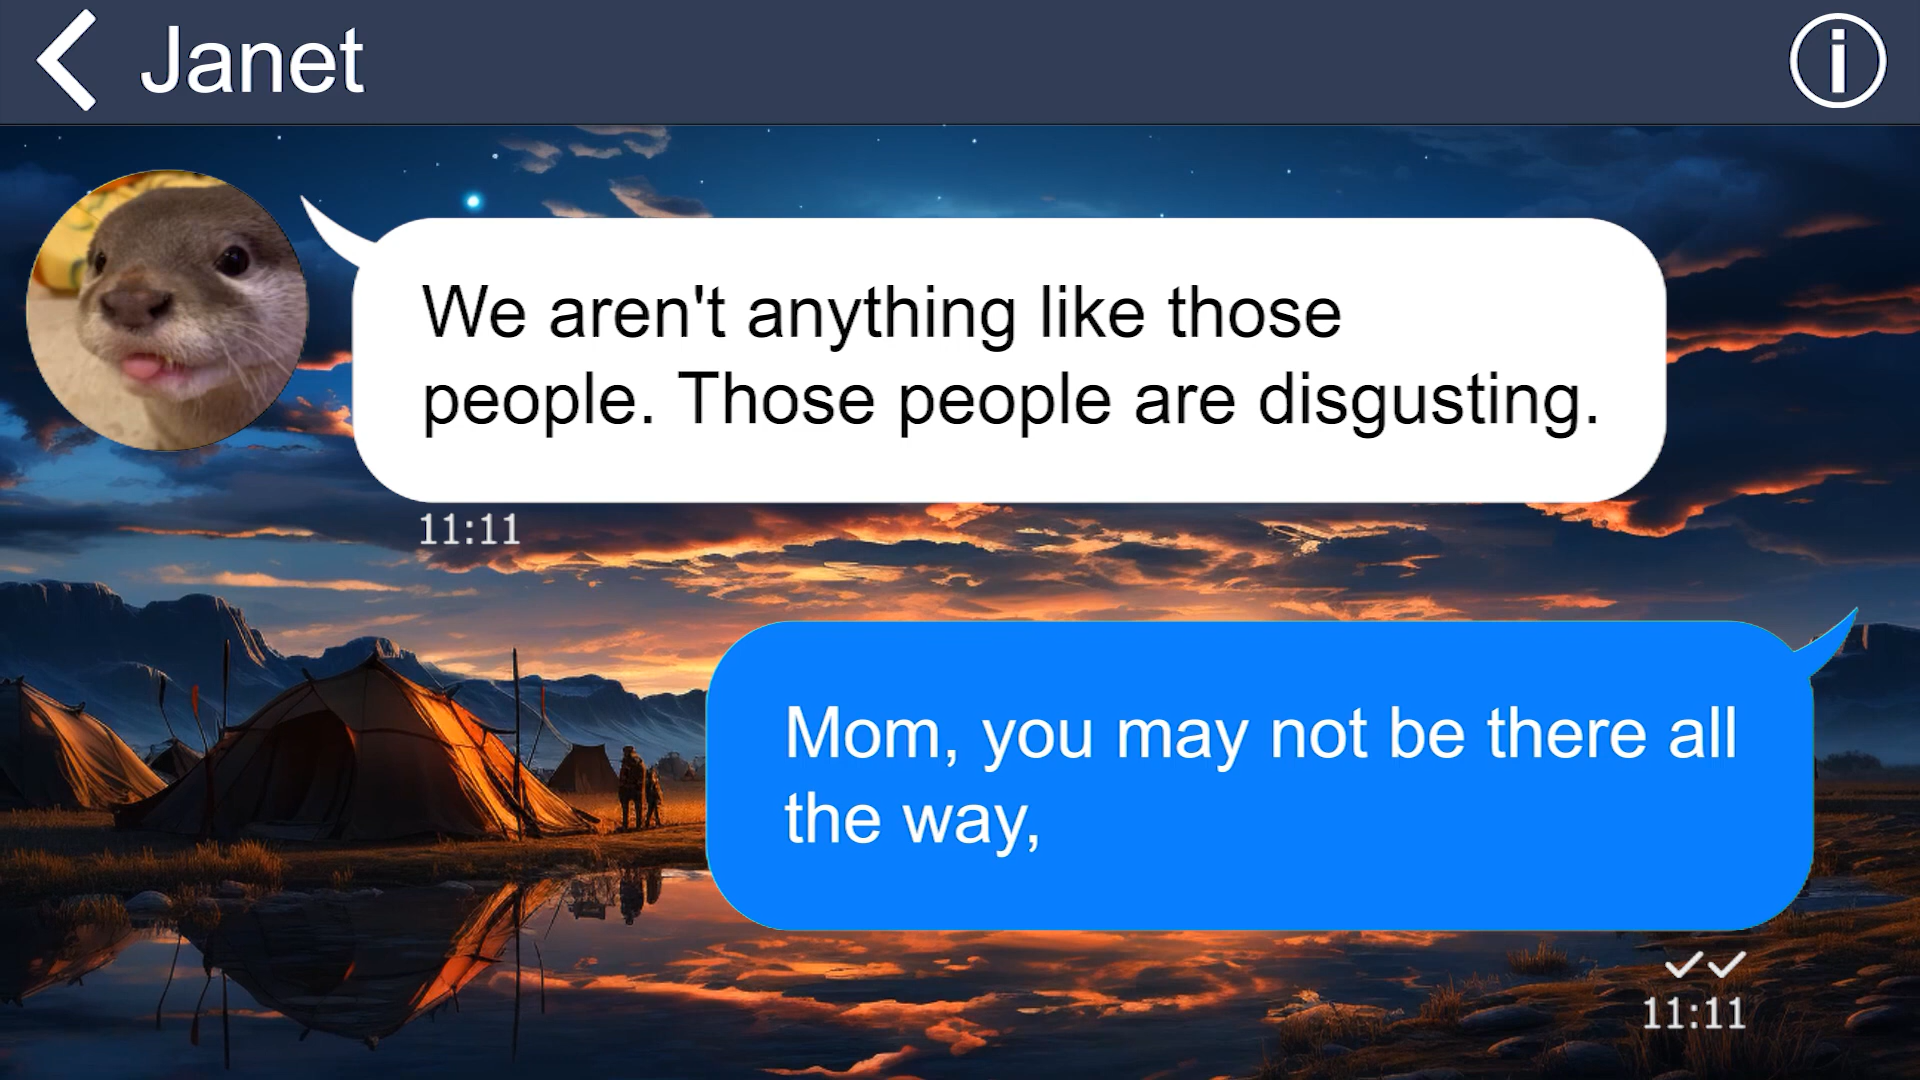 Janet
We aren't anything like those
people. Those people are disgusting.
11:11
Mom, you may not be there all
the way,
11:11